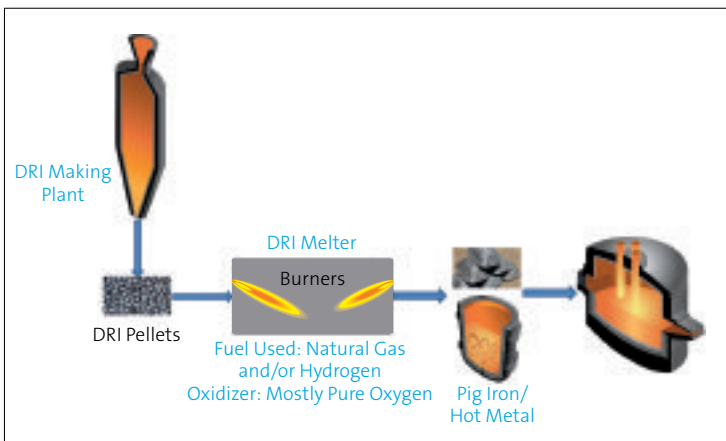 DRI Making
Plant
DRI Pellets
DRI Melter
Burners
Fuel Used: Natural Gas
and/or Hydrogen
Oxidizer: Mostly Pure Oxygen
Pig Iron/
Hot Metal